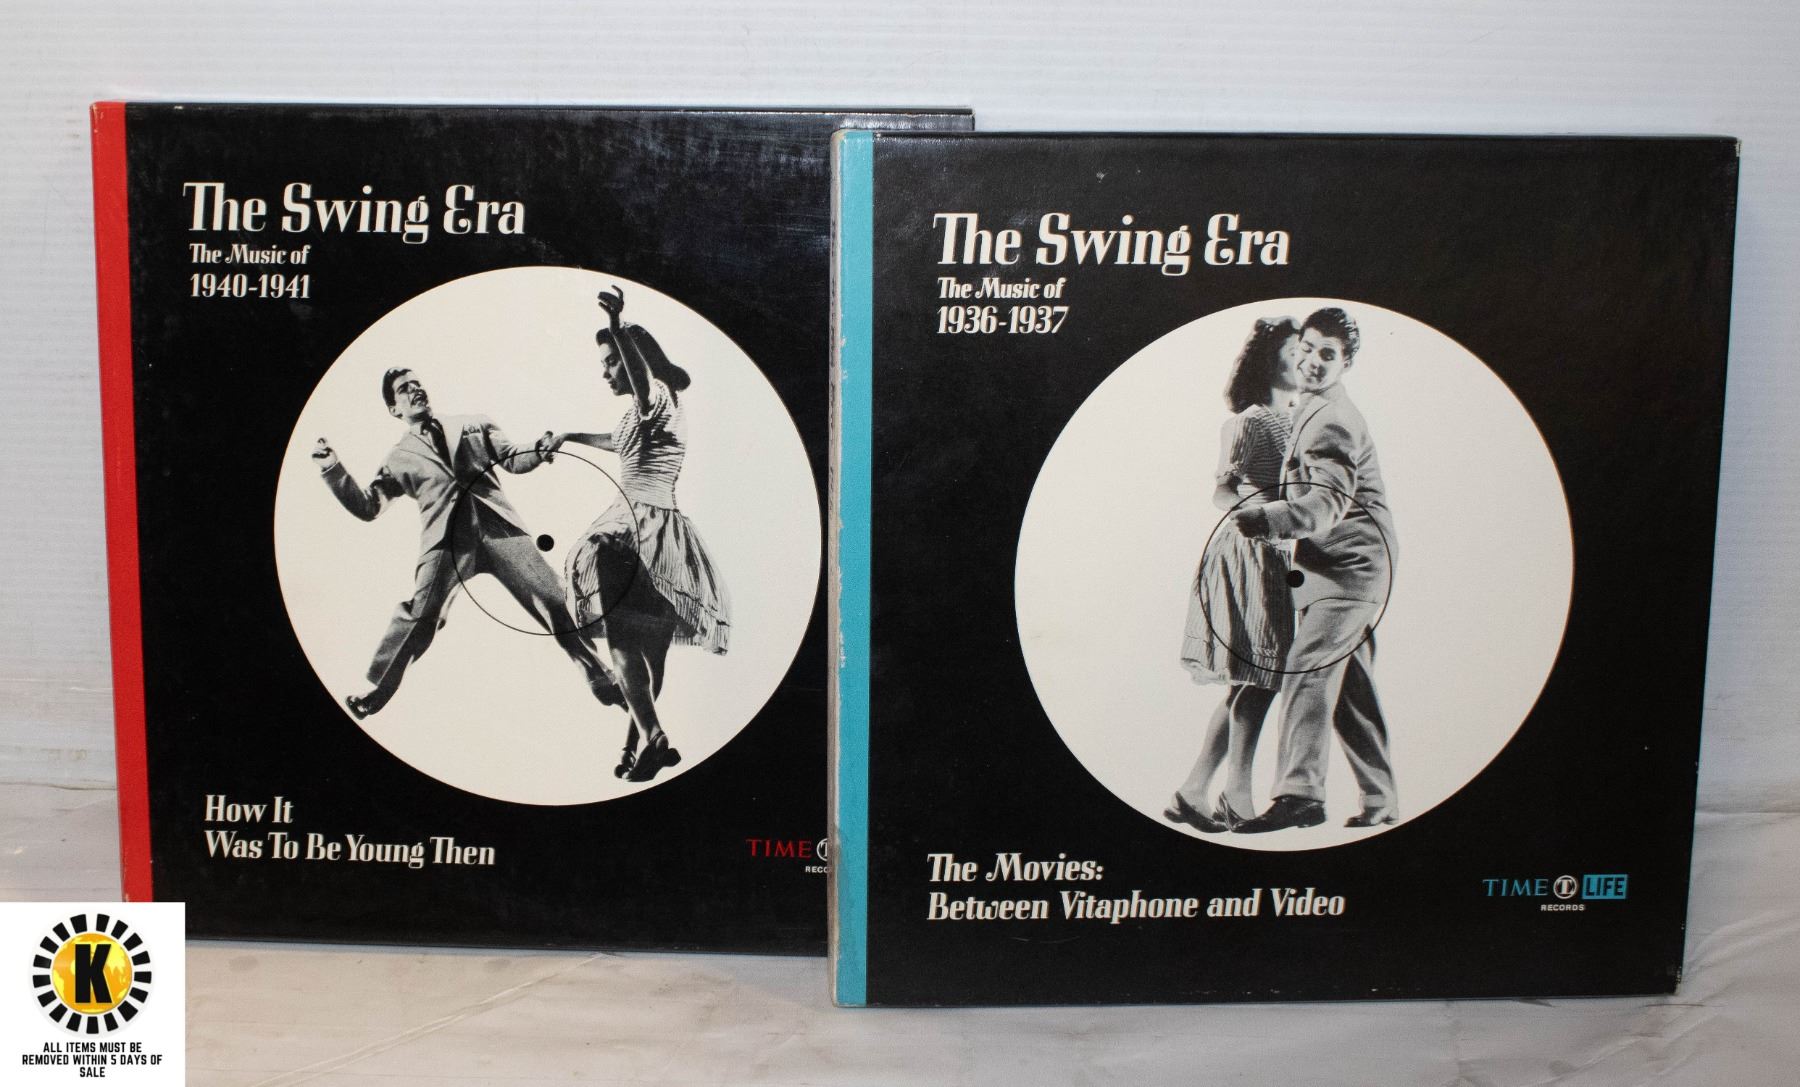 The Swing Era
The Music of
1940-1941
How It
Was To Be Young Then
TIME
The Swing Era
The Music of
1936-1937
The Movies:
Between Vitaphone and Video
TIME LIFE
RECORDS
K
ALL ITEMS MUST BE
REMOVED WITHIN 5 DAYS OF
SALE